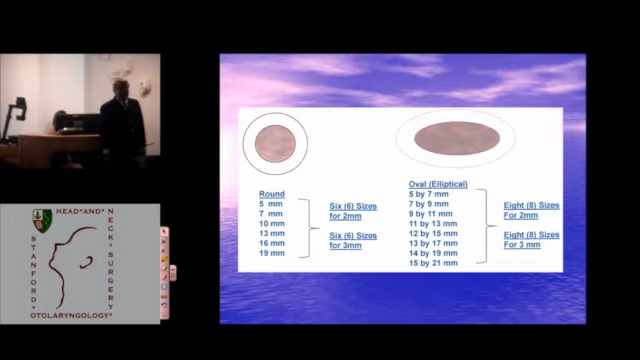 Round
5 mm
7 mm
10 mm
13 mm
16 mm
19 mm
Six (6) Sizes
for 2mm
Six (6) Sizes
for 3mm
Oval (Elliptical)
5 by 7 mm
7 by 9 mm
9 by 11 mm
11 by 13 mm
12 by 15 mm
13 by 17 mm
14 by 19 mm
15 by 21 mm
Eight (8) Sizes
For 2mm
Eight (8) Sizes
For 3 mm
HEAD*AND*
NECK*SURGERY
STANFORD
OTOLARYNGOLOGY*